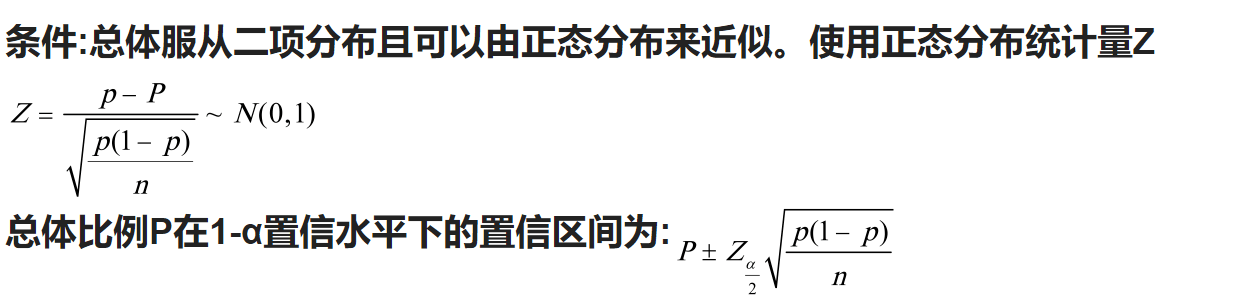 条件:总体服从二项分布且可以由正态分布来近似。使用正态分布统计量Z
Z = \frac{p - P}{\sqrt{\frac{p(1 - p)}{n}}} ~ N(0,1)
总体比例P在1-α置信水平下的置信区间为: P ± Z_{\frac{α}{2}} \sqrt{\frac{p(1 - p)}{n}}